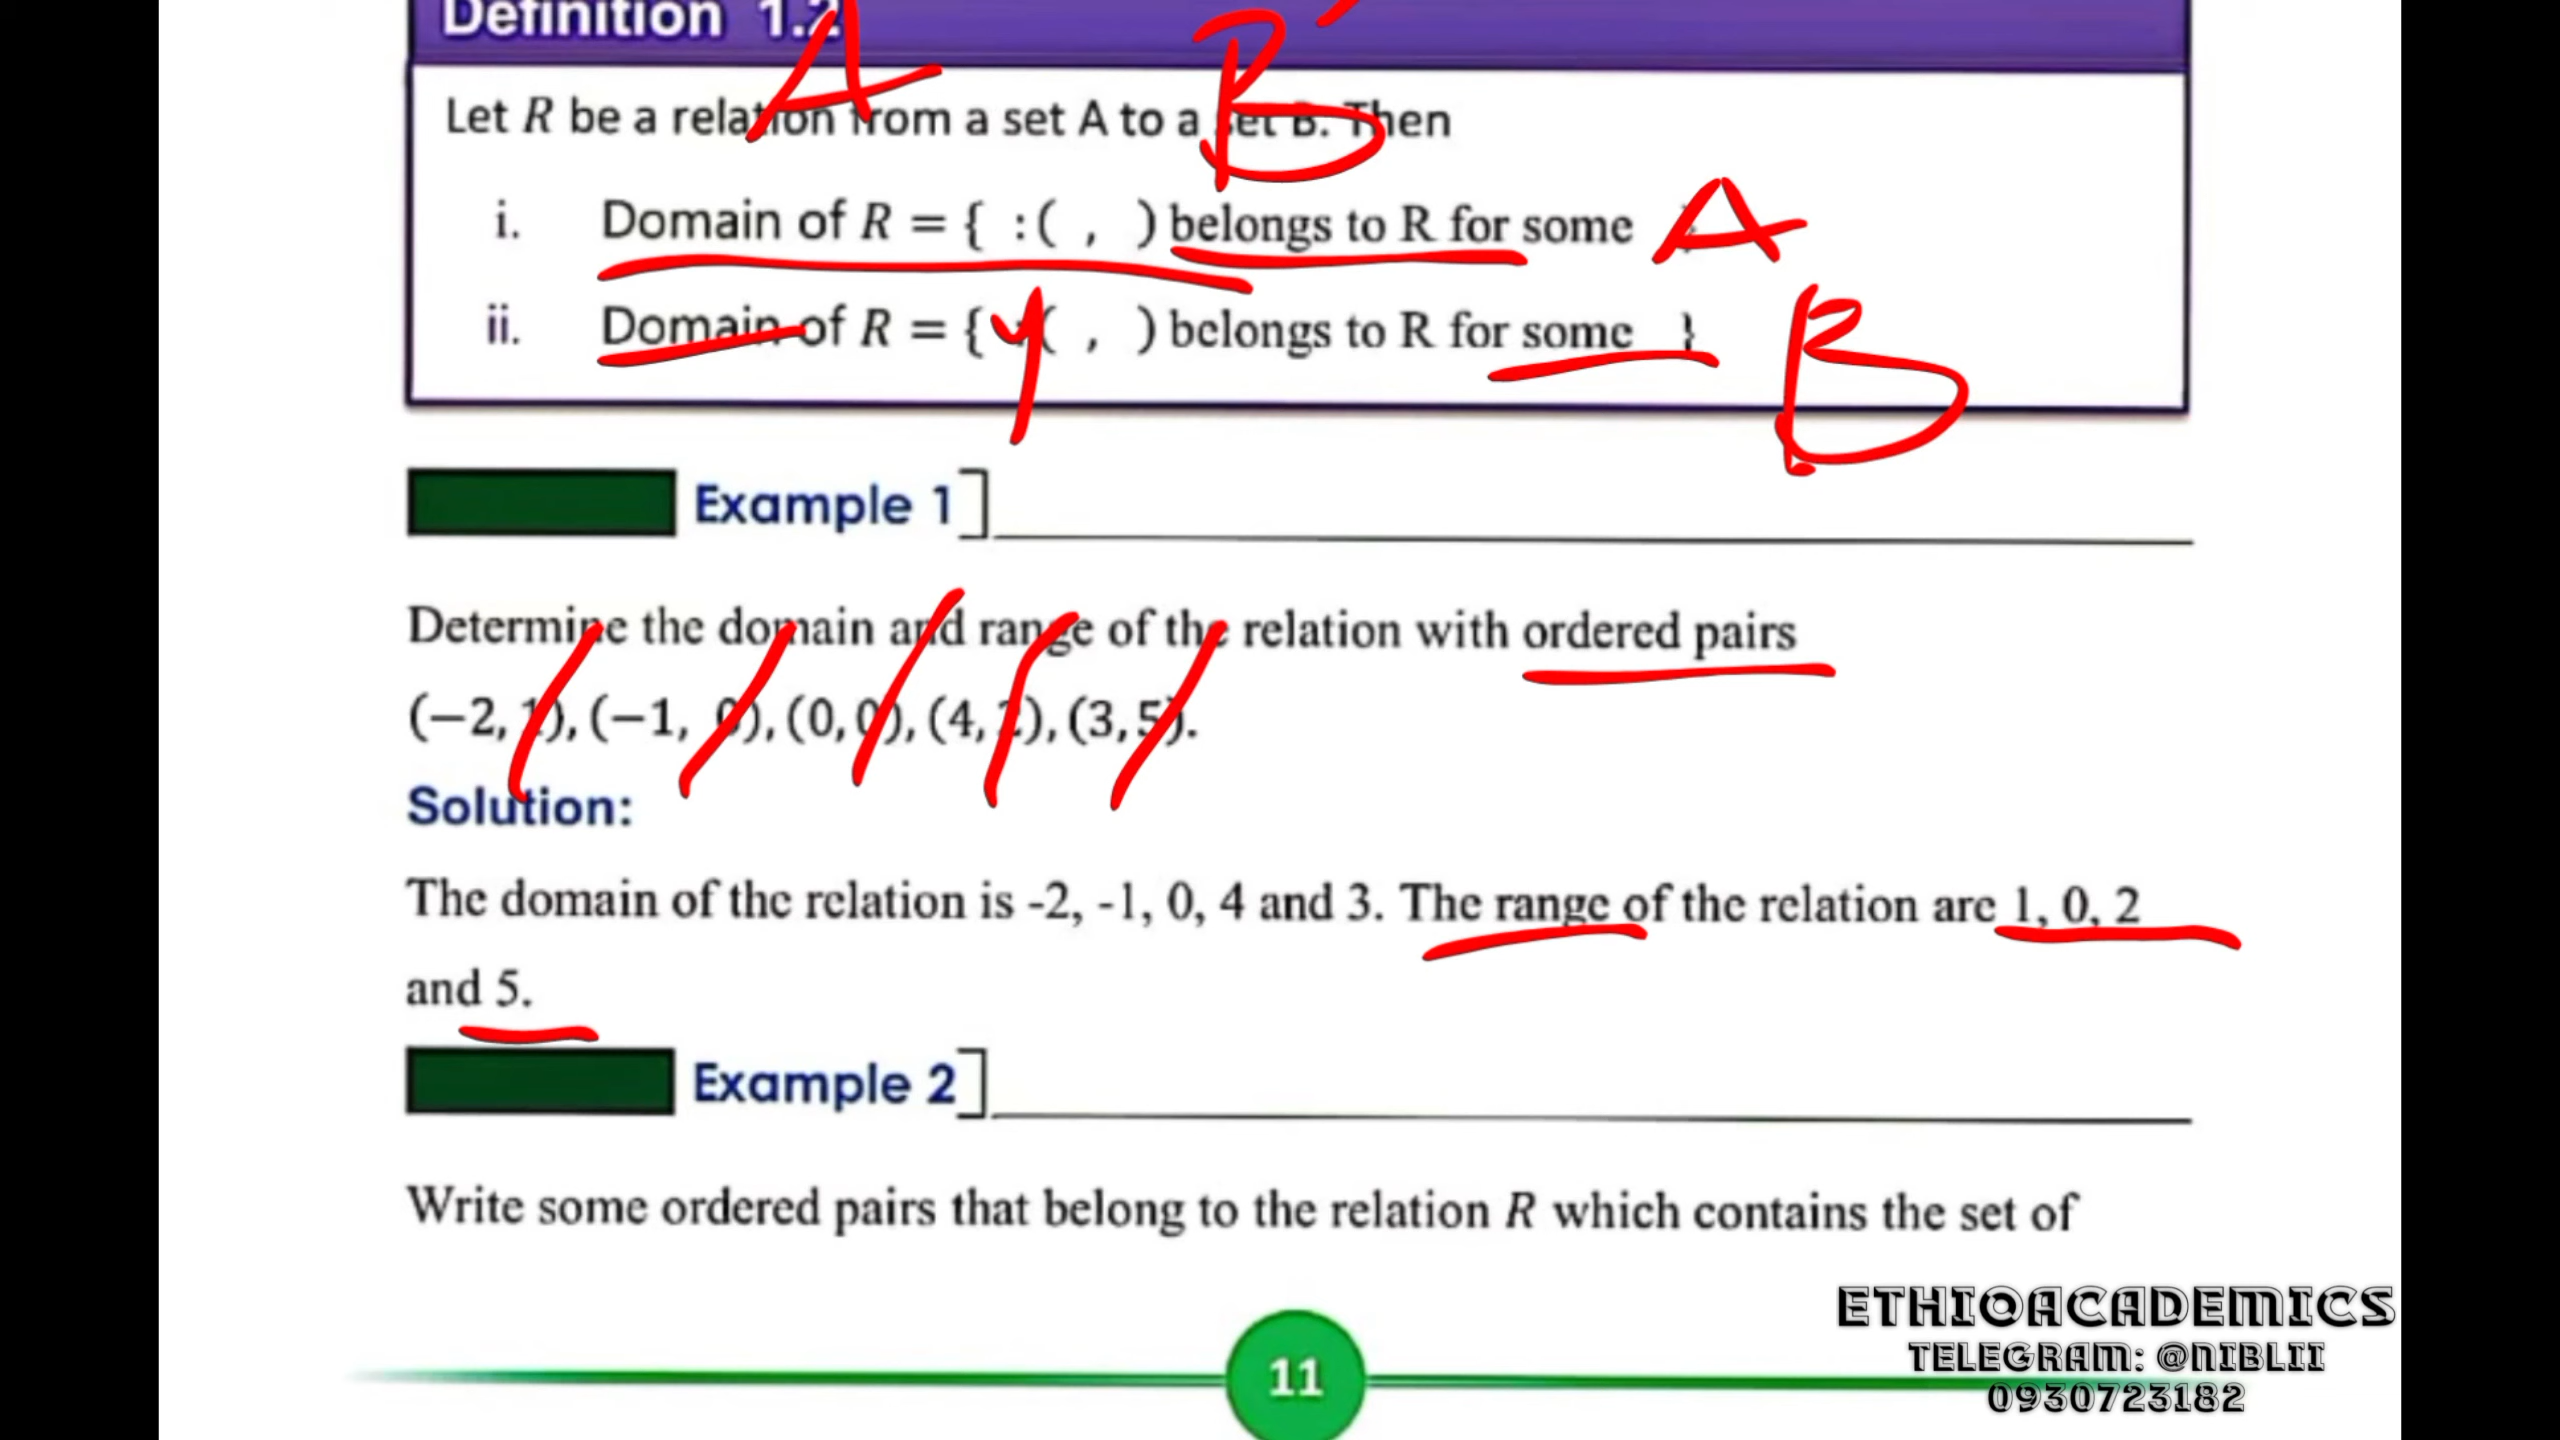 Definition 1.2
A B
Let R be a relation from a set A to a set B. Then
i. Domain of R = { :( , ) belongs to R for some } A
ii. Domain of R = { :( , ) belongs to R for some } B
y
Example 1
Determine the domain and range of the relation with ordered pairs
(−2, 1), (−1, 0), (0, 0), (4, 2), (3, 5).
Solution:
The domain of the relation is -2, -1, 0, 4 and 3. The range of the relation are 1, 0, 2
and 5.
Example 2
Write some ordered pairs that belong to the relation R which contains the set of
11
ETHIOACADEMICS
TELEGRAM: @NIBLII
0930723182